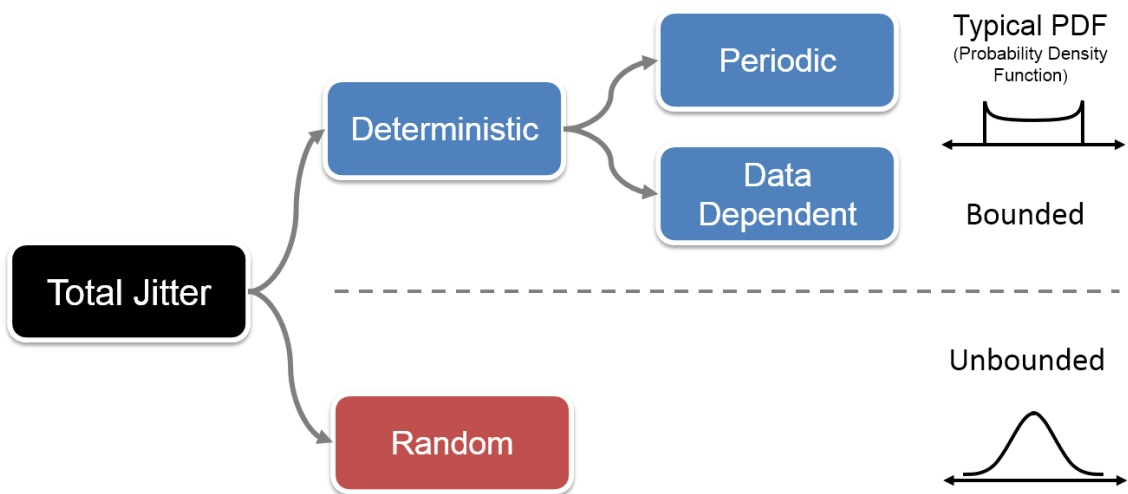 Typical PDF
(Probability Density
Function)
Periodic
Deterministic
Data
Dependent
Bounded
Total Jitter
Unbounded
Random